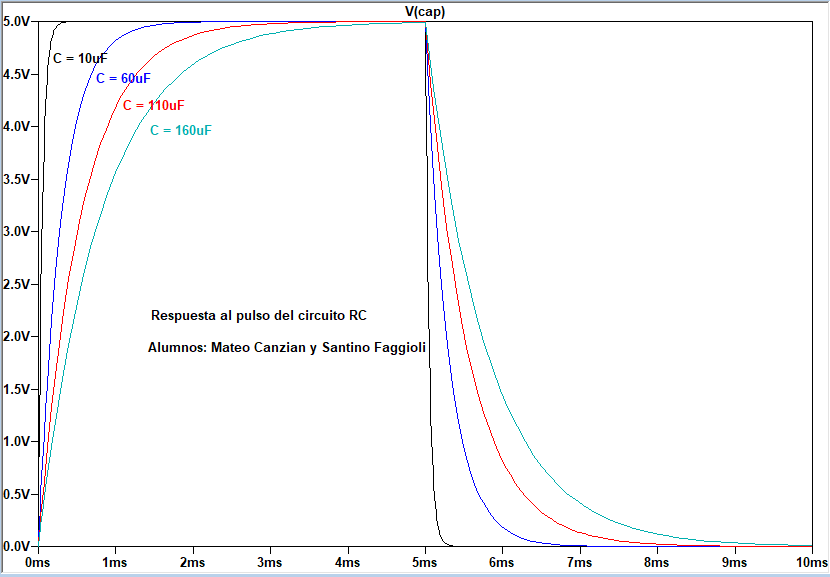 V(cap)
5.0V
4.5V
4.0V
3.5V
3.0V
2.5V
2.0V
1.5V
1.0V
0.5V
0.0V
C = 10uF
C = 60uF
C = 110uF
C = 160uF
Respuesta al pulso del circuito RC
Alumnos: Mateo Canzian y Santino Faggioli
0ms 1ms 2ms 3ms 4ms 5ms 6ms 7ms 8ms 9ms 10ms